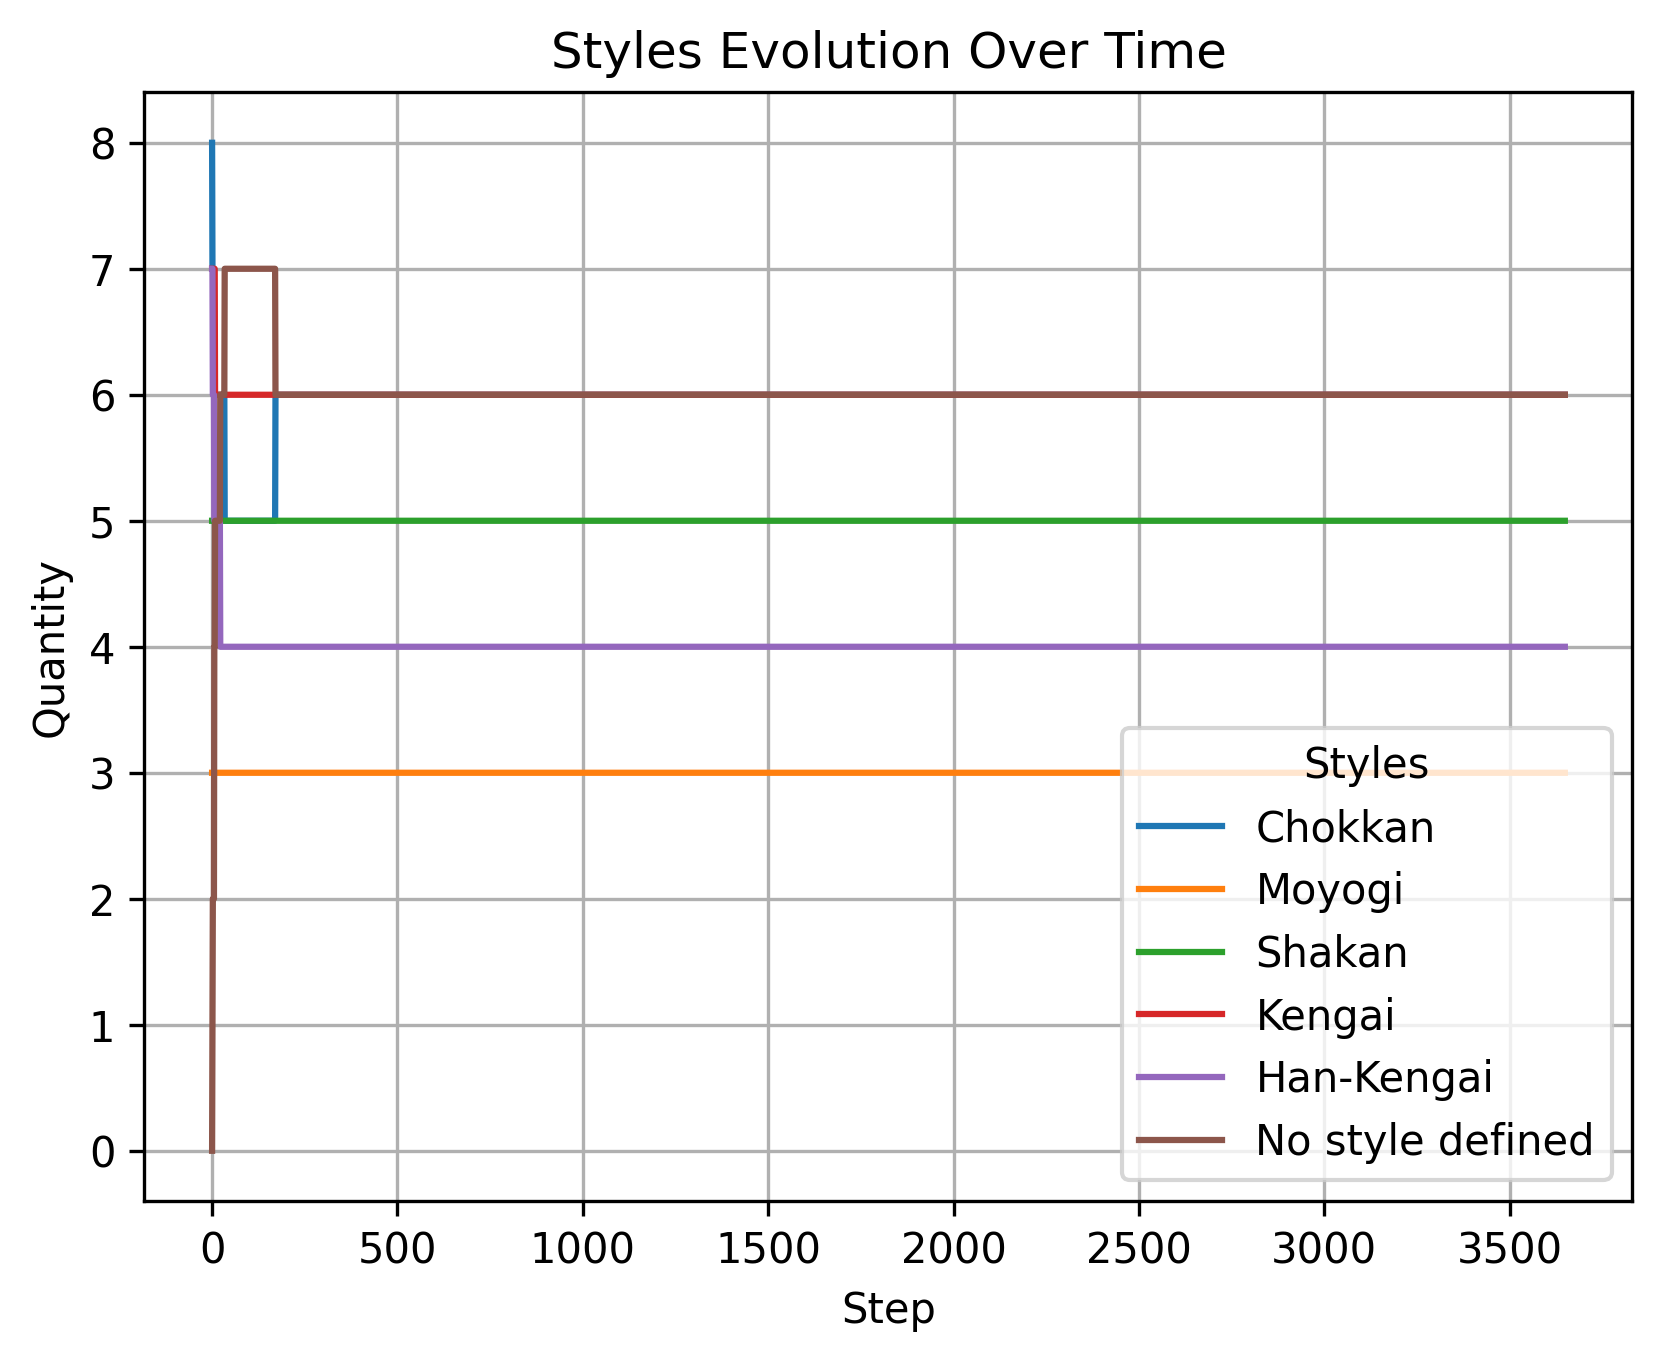 Styles Evolution Over Time
8
7
6
5
4
3
2
1
0
Quantity
0 500 1000 1500 2000 2500 3000 3500
Step
Styles
Chokkan
Moyogi
Shakan
Kengai
Han-Kengai
No style defined